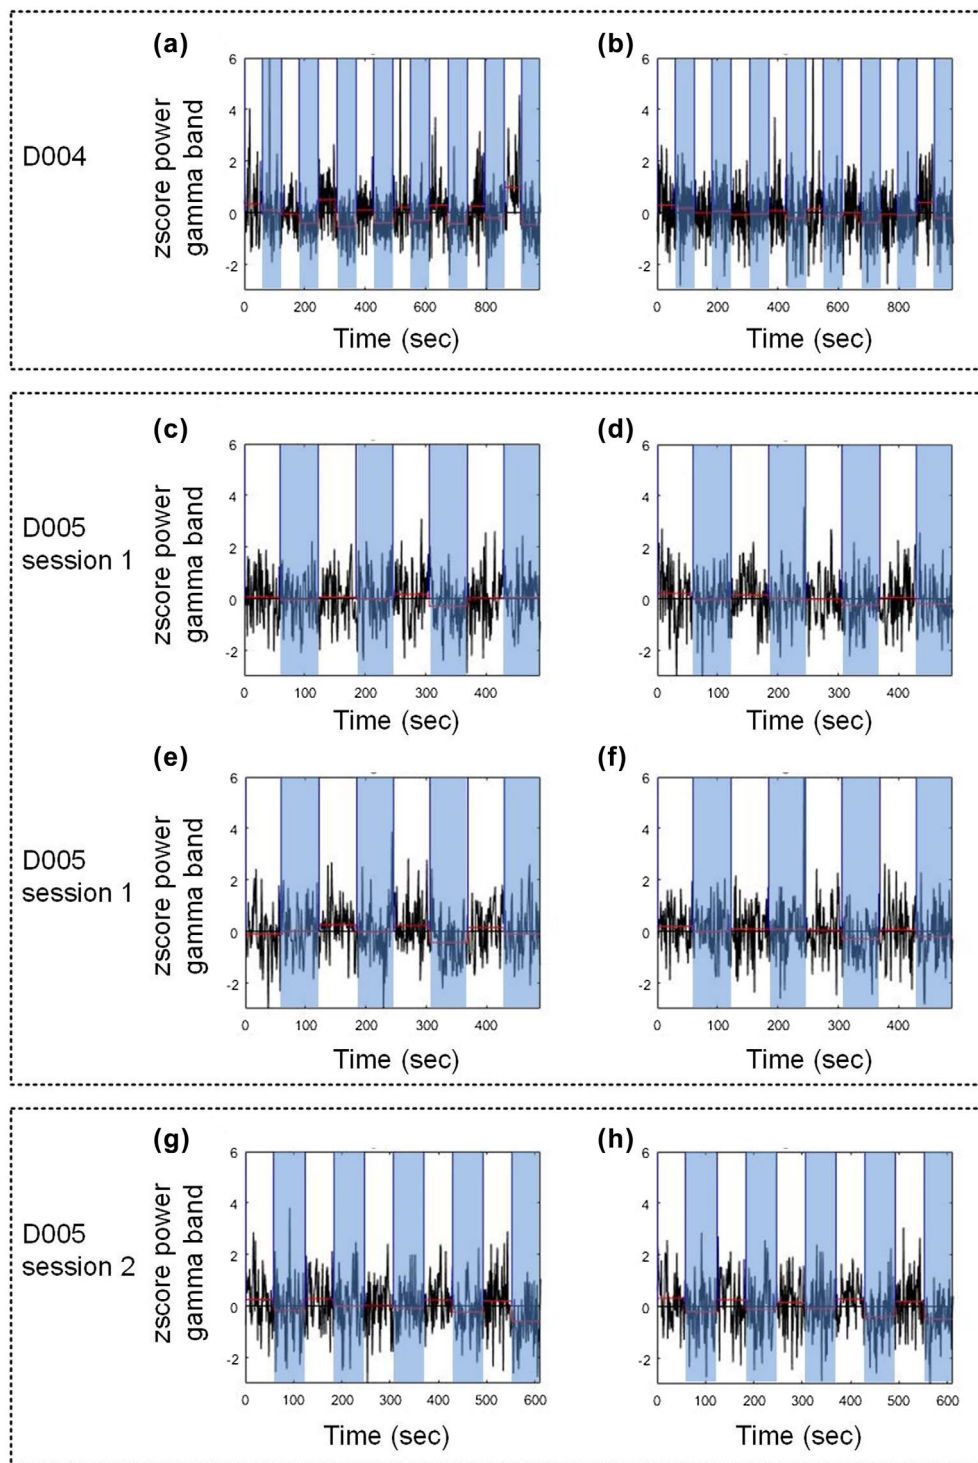 (a)
(b)
D004
zscore power
gamma band
6
4
2
0
-2
0 200 400 600 800
Time (sec)
6
4
2
0
-2
0 200 400 600 800
Time (sec)
(c)
(d)
D005
session 1
zscore power
gamma band
6
4
2
0
-2
0 100 200 300 400
Time (sec)
6
4
2
0
-2
0 100 200 300 400
Time (sec)
(e)
(f)
D005
session 1
zscore power
gamma band
6
4
2
0
-2
0 100 200 300 400
Time (sec)
6
4
2
0
-2
0 100 200 300 400
Time (sec)
(g)
(h)
D005
session 2
zscore power
gamma band
6
4
2
0
-2
0 100 200 300 400 500 600
Time (sec)
6
4
2
0
-2
0 100 200 300 400 500 600
Time (sec)